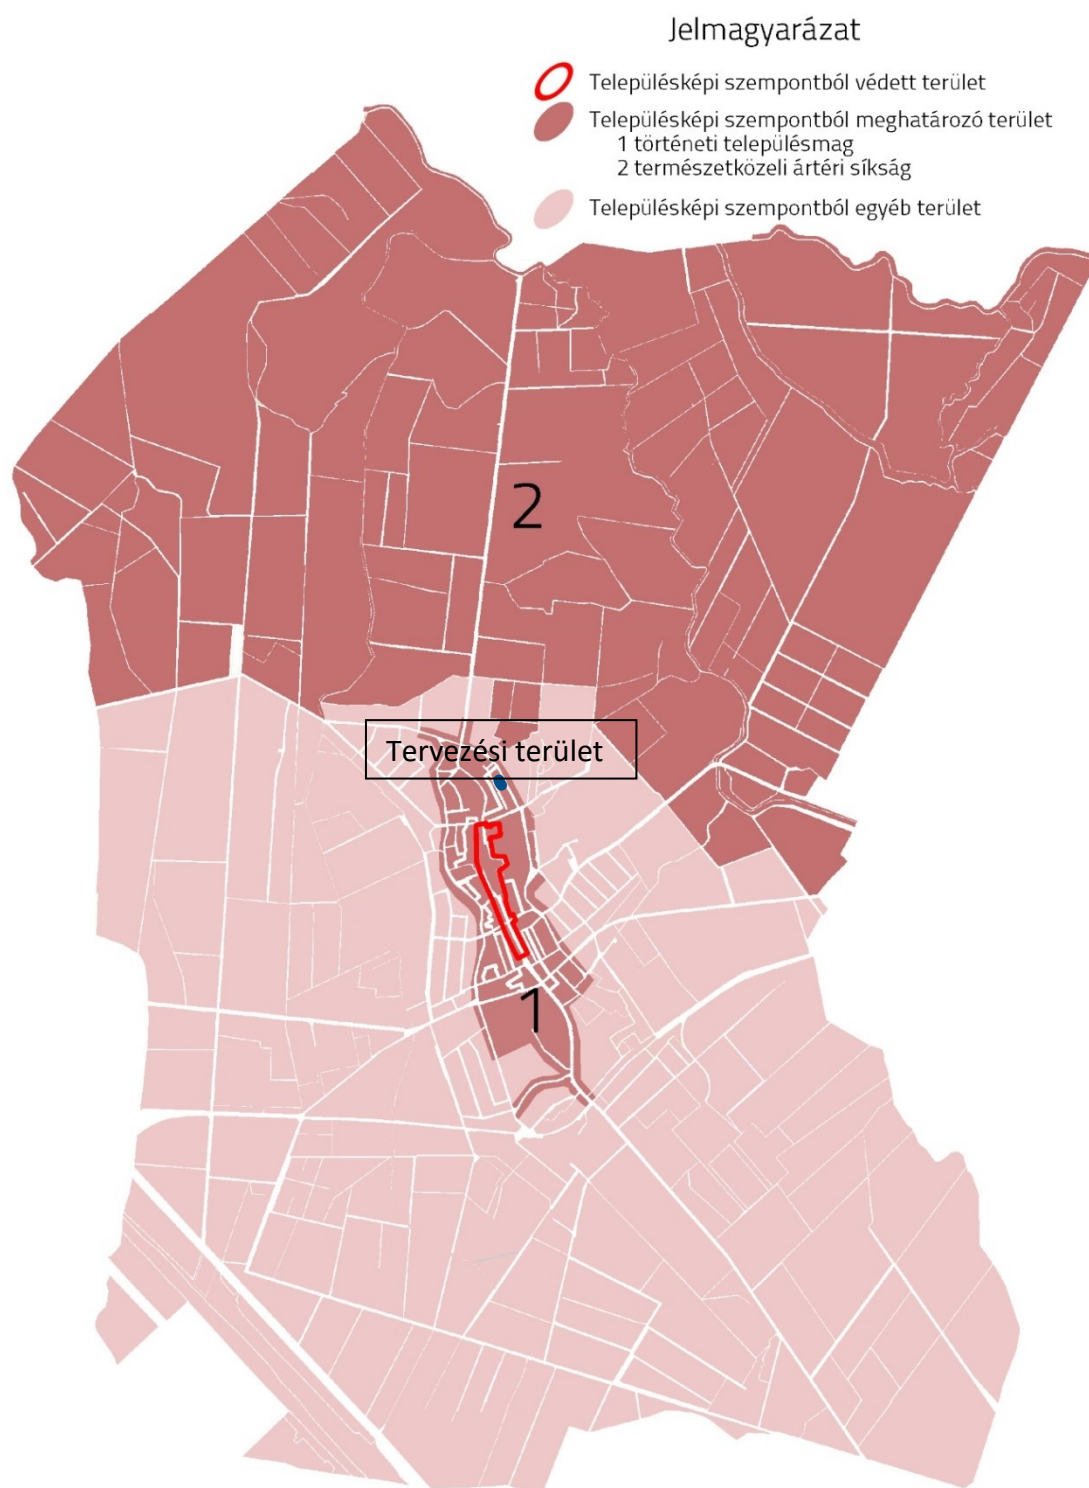 Jelmagyarázat
Településképi szempontból védett terület
Településképi szempontból meghatározó terület
1 történeti településmag
2 természetközeli ártéri síkság
Településképi szempontból egyéb terület
2
Tervezési terület
1